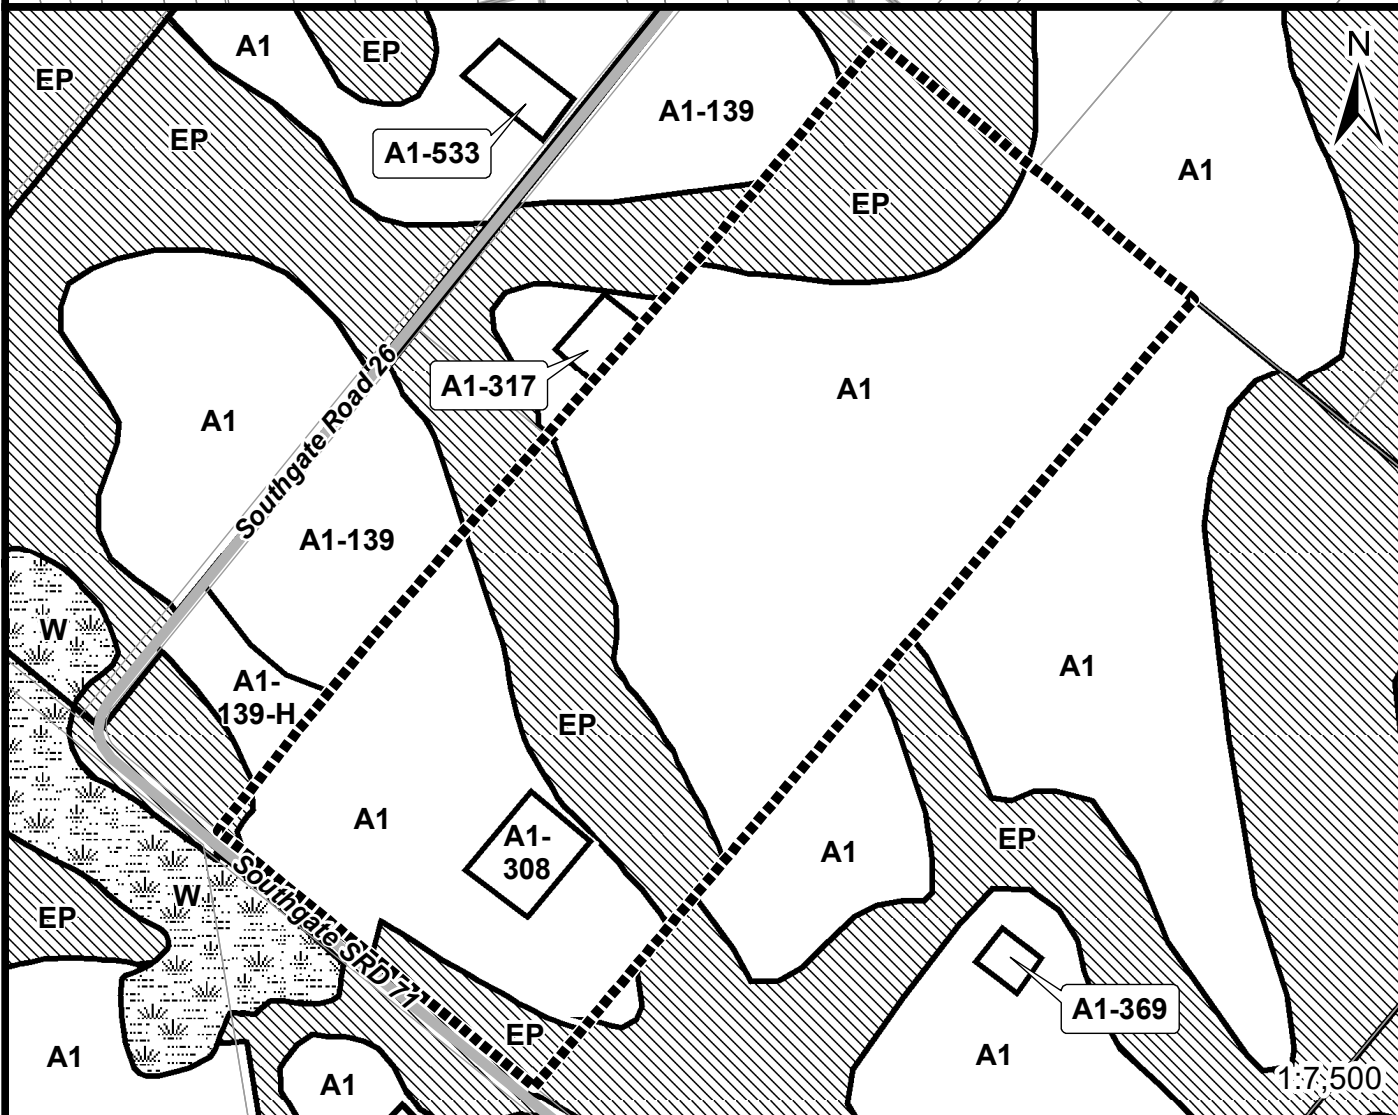 A1
EP
EP
N
A1-139
EP
A1-533
A1
EP
Southgate Road 26
A1-317
A1
A1
A1-139
W
A1-
139-H
A1
EP
A1
A1-
308
A1
EP
W
Southgate SRD 71
EP
A1-369
EP
A1
A1
A1
1:7,500